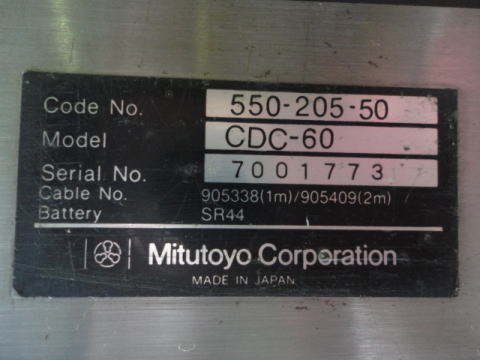 Code No. 550-205-50
Model CDC-60
Serial No. 7001773
Cable No. 905338(1m)/905409(2m)
Battery SR44
Mitutoyo Corporation
MADE IN JAPAN